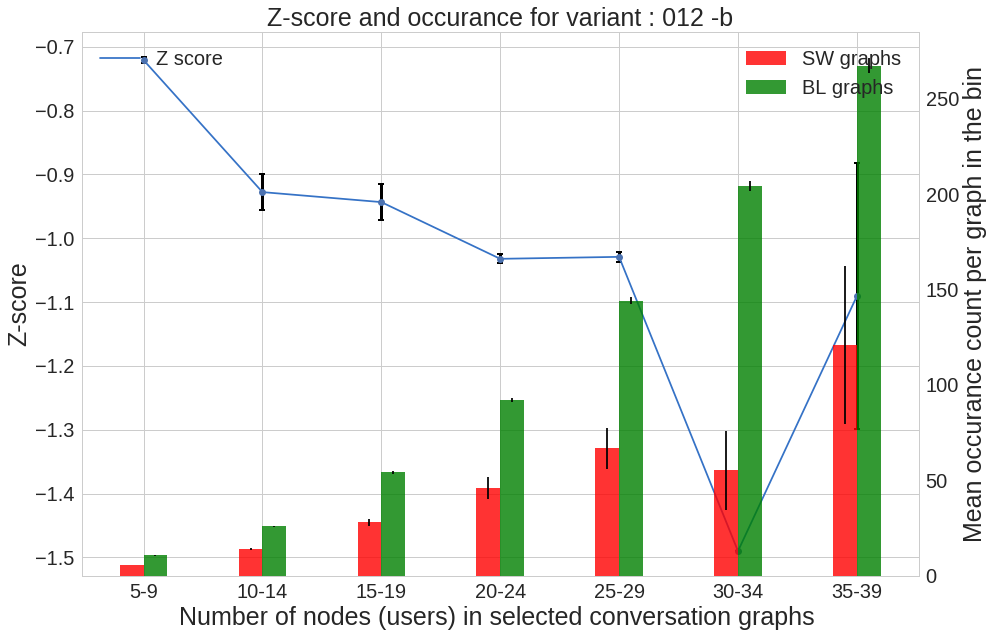 Z-score and occurance for variant : 012 -b
Z score
SW graphs
BL graphs
Z-score
−0.7
−0.8
−0.9
−1.0
−1.1
−1.2
−1.3
−1.4
−1.5
250
200
150
100
50
0
Mean occurance count per graph in the bin
5-9 10-14 15-19 20-24 25-29 30-34 35-39
Number of nodes (users) in selected conversation graphs